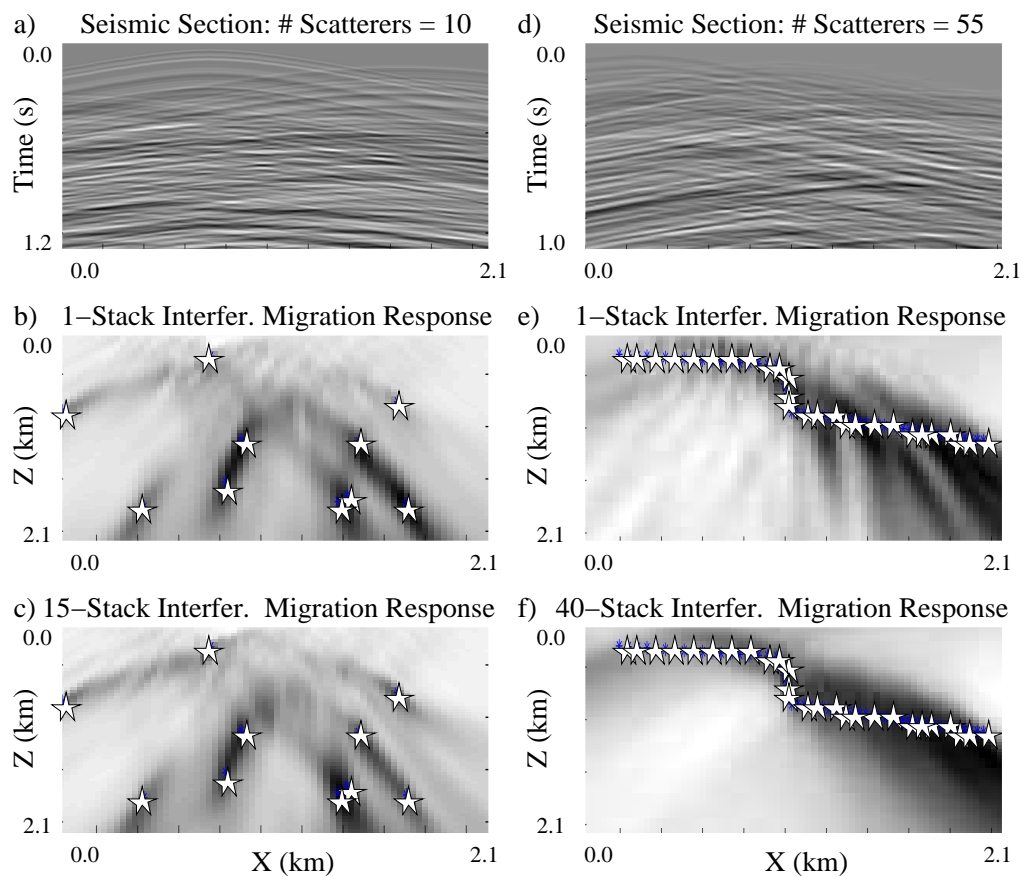 a) Seismic Section: # Scatterers = 10
0.0
Time (s)
1.2
0.0 2.1
b) 1−Stack Interfer. Migration Response
0.0
Z (km)
2.1
0.0 2.1
c) 15−Stack Interfer. Migration Response
0.0
Z (km)
2.1
0.0 2.1
X (km)
d) Seismic Section: # Scatterers = 55
0.0
Time (s)
1.0
0.0 2.1
e) 1−Stack Interfer. Migration Response
0.0
Z (km)
2.1
0.0 2.1
f) 40−Stack Interfer. Migration Response
0.0
Z (km)
2.1
0.0 2.1
X (km)